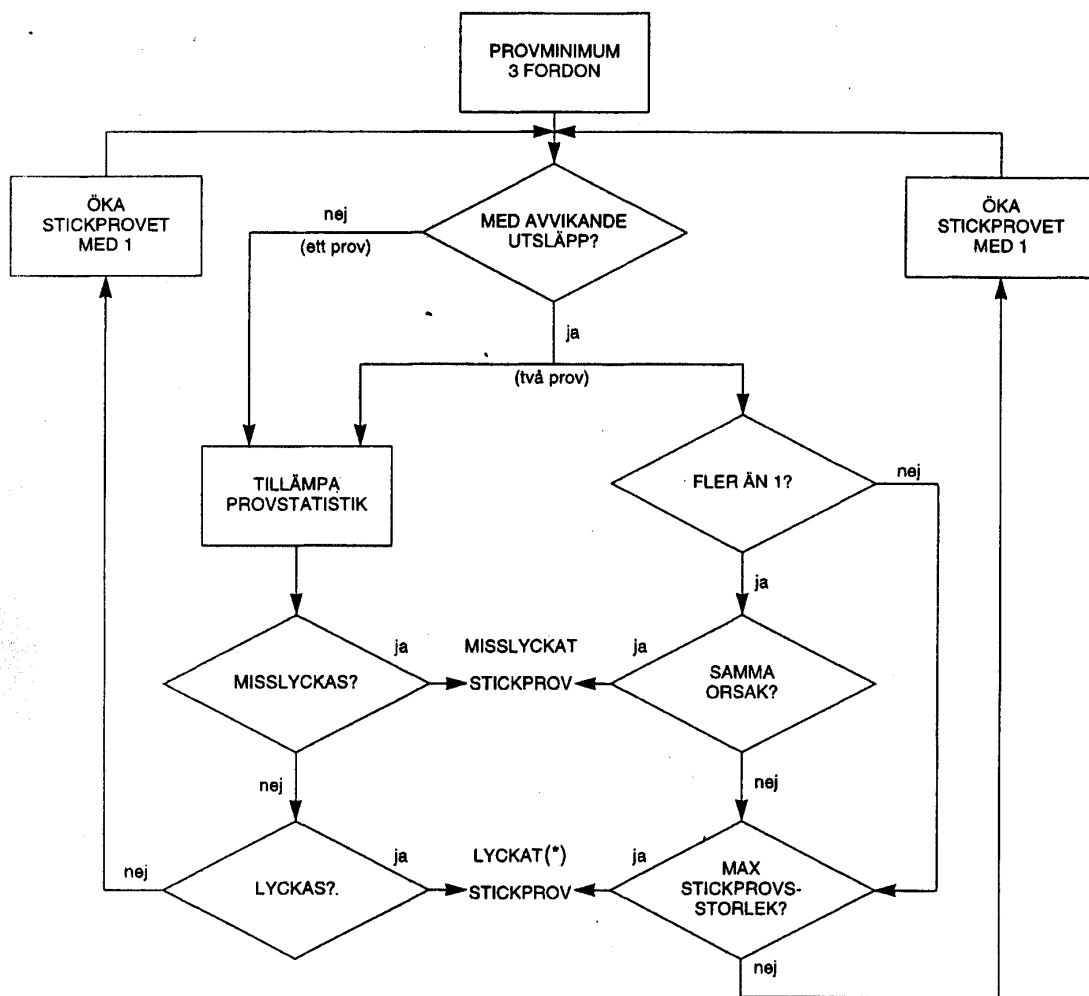 PROVMINIMUM
3 FORDON
ÖKA
STICKPROVET
MED 1
nej
(ett prov)
MED AVVIKANDE
UTSLÄPP?
ÖKA
STICKPROVET
MED 1
ja
(två prov)
TILLÄMPA
PROVSTATISTIK
FLER ÄN 1?
nej
ja
MISSLYCKAS?
ja
MISSLYCKAT
STICKPROV
ja
SAMMA
ORSAK?
nej
nej
nej
LYCKAS?.
ja
LYCKAT(*)
STICKPROV
ja
MAX
STICKPROVS-
STORLEK?
nej